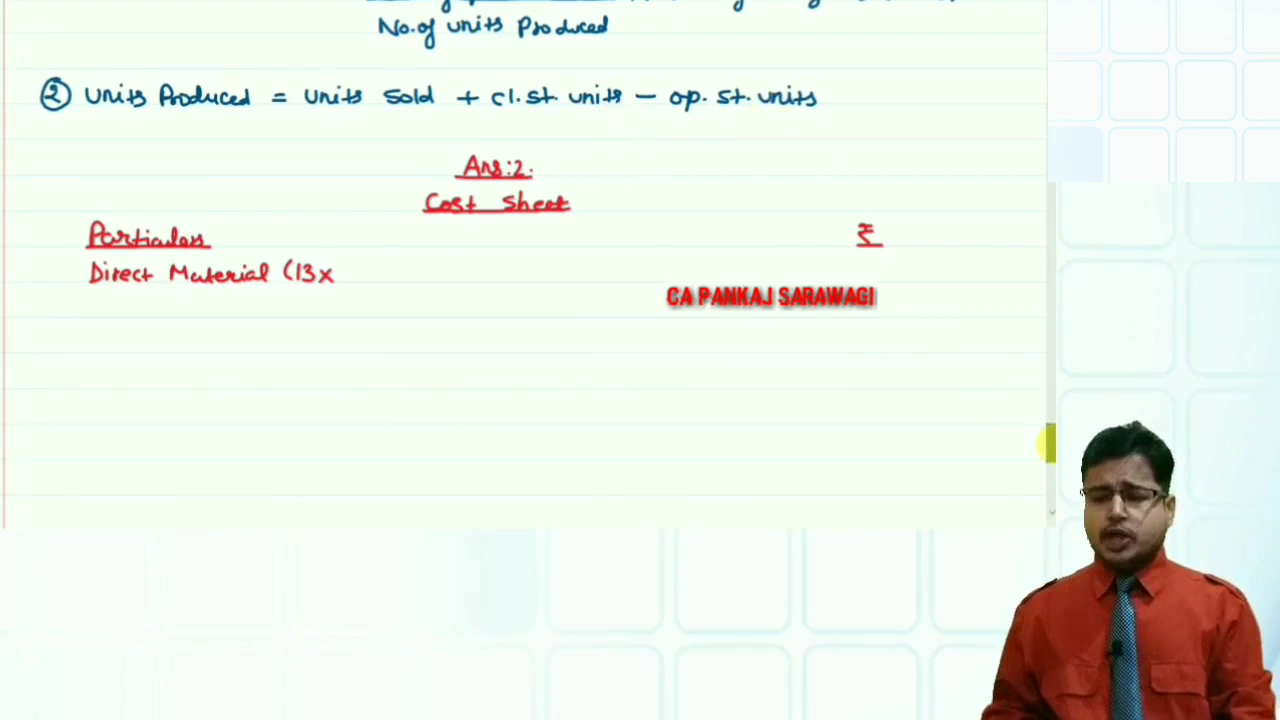 No. of units Produced
② Units Produced = Units Sold + cl. st. units - op. st. units
Ans:2.
Cost Sheet
Particulars ₹
Direct Material (13x
CA PANKAJ SARAWAGI